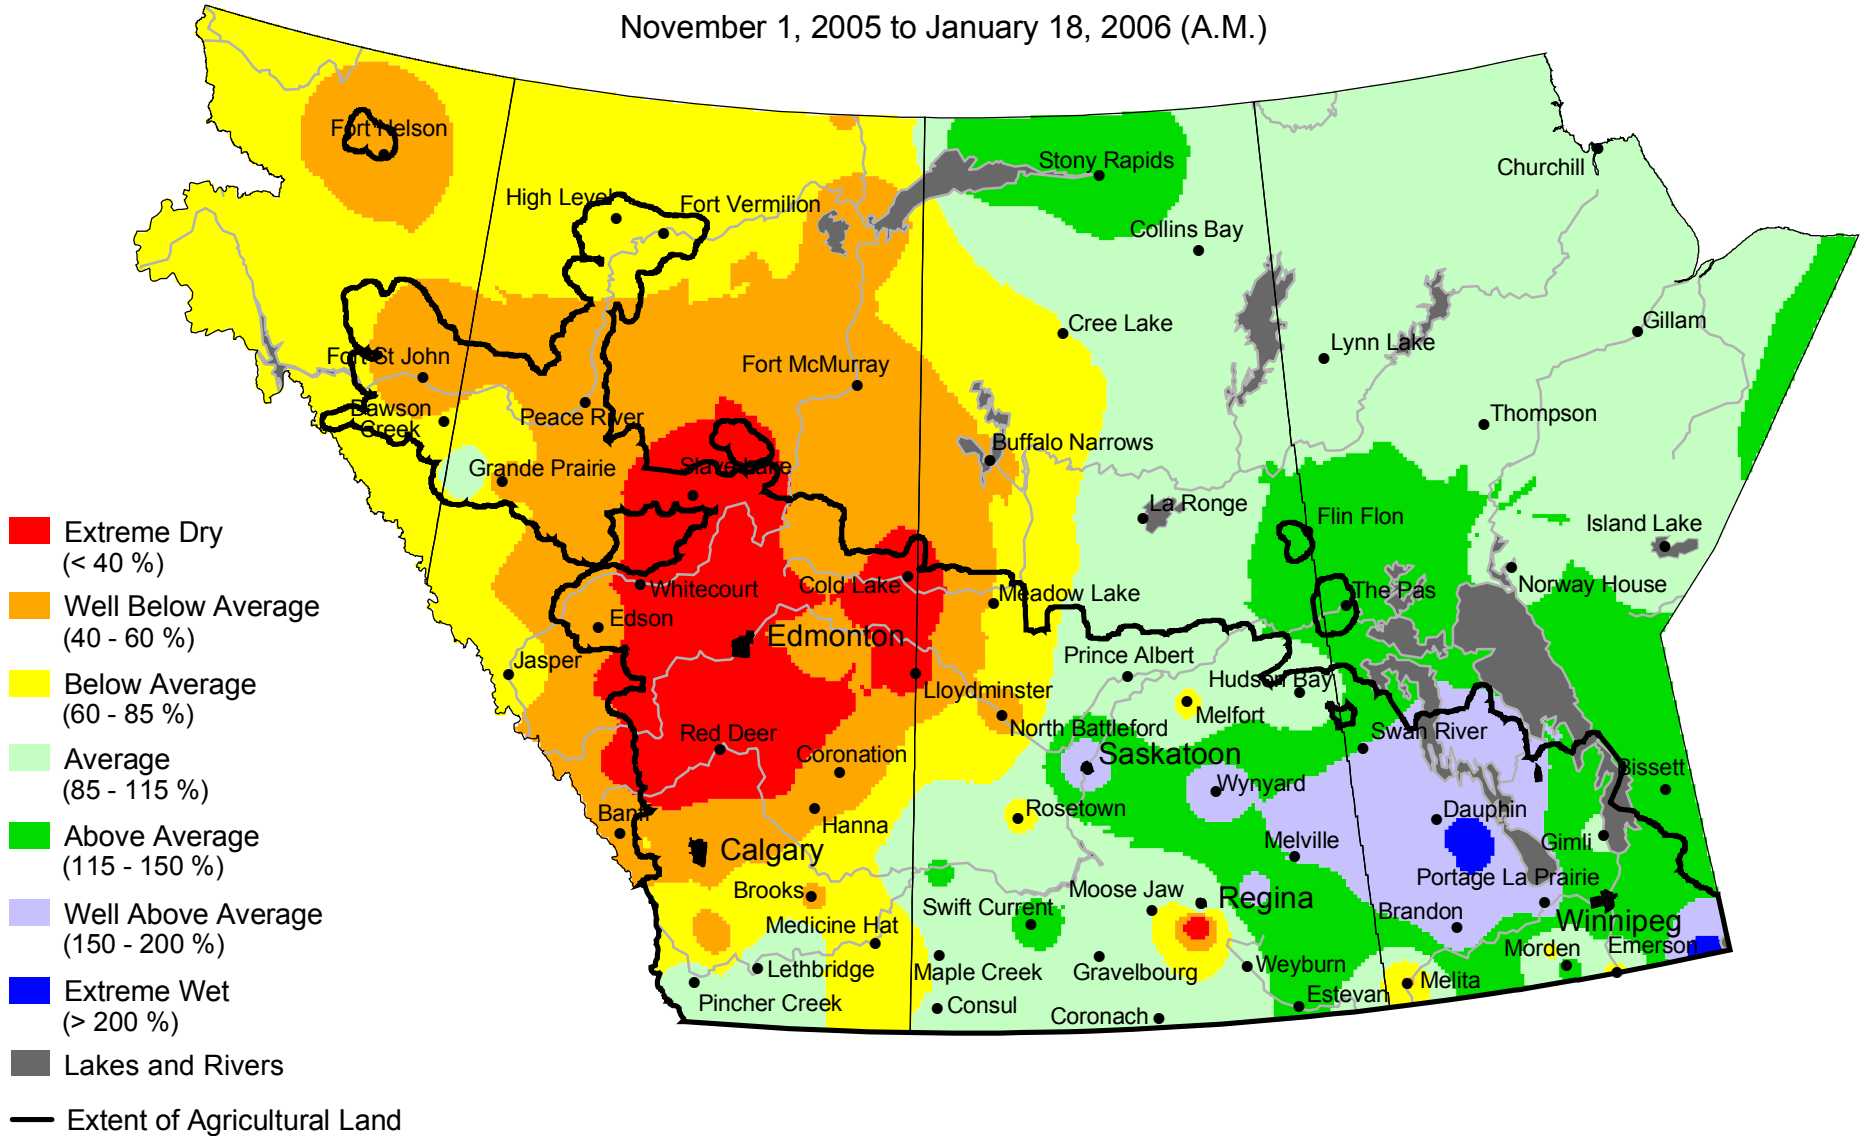 November 1, 2005 to January 18, 2006 (A.M.)
Fort Nelson
Stony Rapids
Churchill
High Level
Fort Vermilion
Collins Bay
Cree Lake
Gillam
Lynn Lake
Fort St John
Fort McMurray
Dawson
Creek
Peace River
Thompson
Buffalo Narrows
Grande Prairie
Slave Lake
La Ronge
Flin Flon
Island Lake
Extreme Dry
(< 40 %)
Whitecourt
Cold Lake
Meadow Lake
The Pas
Norway House
Well Below Average
(40 - 60 %)
Edson
Edmonton
Jasper
Prince Albert
Hudson Bay
Below Average
(60 - 85 %)
Lloydminster
Melfort
North Battleford
Swan River
Red Deer
Coronation
Saskatoon
Average
(85 - 115 %)
Wynyard
Bissett
Banff
Hanna
Rosetown
Dauphin
Above Average
(115 - 150 %)
Calgary
Melville
Gimli
Brooks
Moose Jaw
Regina
Portage La Prairie
Well Above Average
(150 - 200 %)
Medicine Hat
Swift Current
Brandon
Winnipeg
Lethbridge
Maple Creek
Gravelbourg
Weyburn
Morden
Emerson
Extreme Wet
(> 200 %)
Pincher Creek
Consul
Coronach
Estevan
Melita
Lakes and Rivers
Extent of Agricultural Land